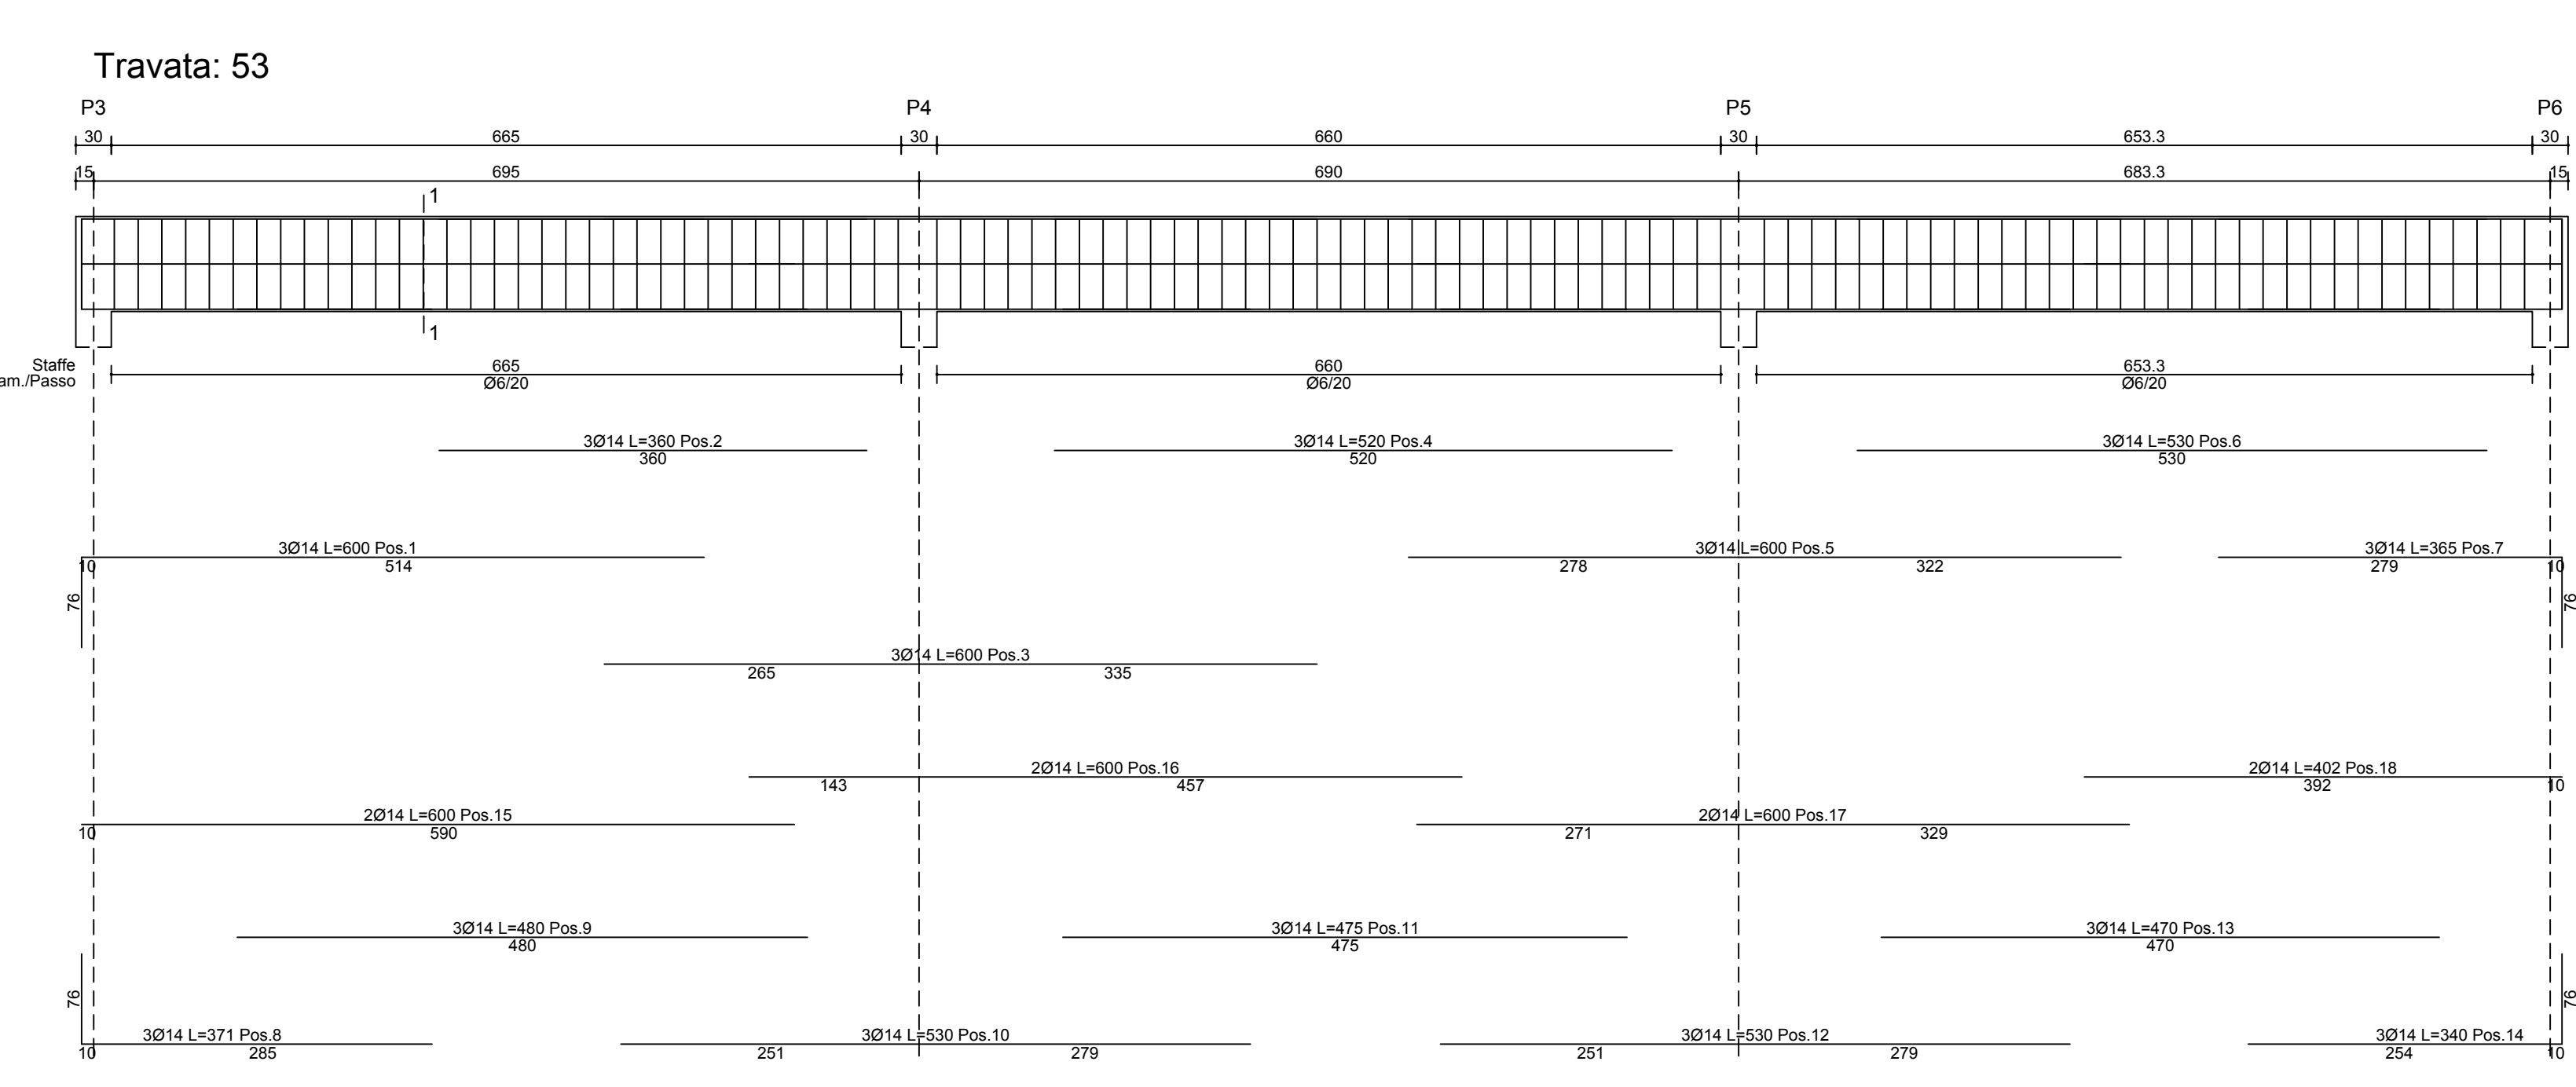 Travata: 53
P3 P4 P5 P6
30 665 30 660 30 653.3 30
15 695 690 683.3 15
1
1
Staffe 665 660 653.3
am./Passo Ø6/20 Ø6/20 Ø6/20
3Ø14 L=360 Pos.2 3Ø14 L=520 Pos.4 3Ø14 L=530 Pos.6
360 520 530
3Ø14 L=600 Pos.1 3Ø14 L=600 Pos.5 3Ø14 L=365 Pos.7
10 514 278 322 279 10
76 76
3Ø14 L=600 Pos.3
265 335
2Ø14 L=600 Pos.16 2Ø14 L=402 Pos.18
143 457 392 10
2Ø14 L=600 Pos.15 2Ø14 L=600 Pos.17
10 590 271 329
3Ø14 L=480 Pos.9 3Ø14 L=475 Pos.11 3Ø14 L=470 Pos.13
480 475 470
76 76
3Ø14 L=371 Pos.8 3Ø14 L=530 Pos.10 3Ø14 L=530 Pos.12 3Ø14 L=340 Pos.14
10 285 251 279 251 279 254 10